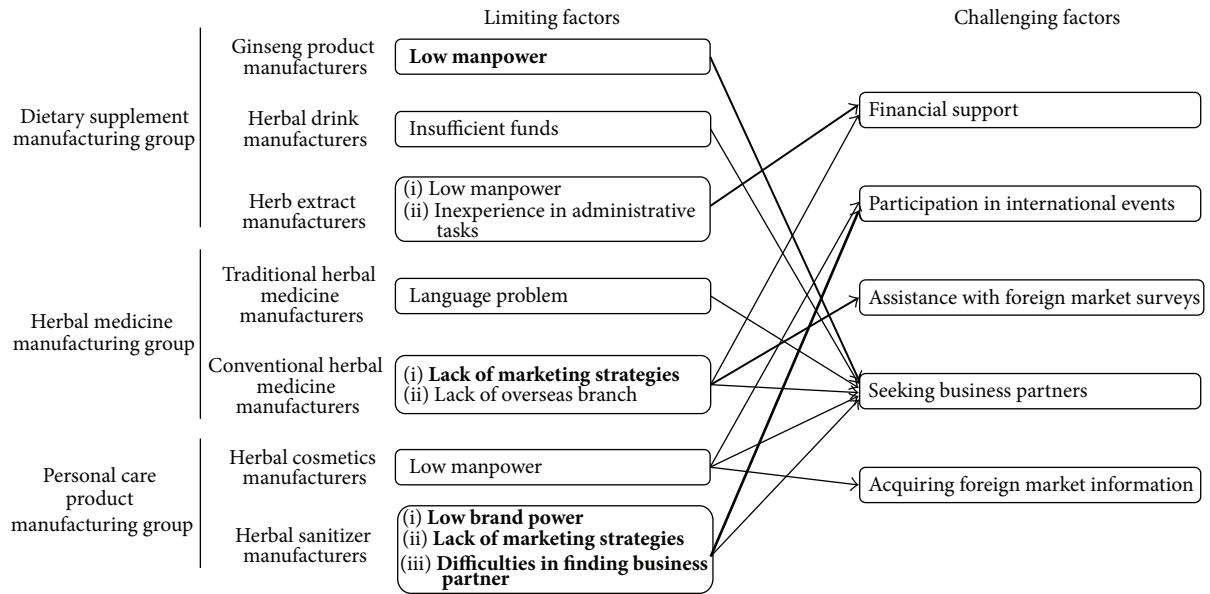 Limiting factors
Challenging factors
Dietary supplement
manufacturing group
Ginseng product
manufacturers
Low manpower
Herbal drink
manufacturers
Insufficient funds
Herb extract
manufacturers
(i) Low manpower
(ii) Inexperience in administrative
tasks
Herbal medicine
manufacturing group
Traditional herbal
medicine
manufacturers
Language problem
Conventional herbal
medicine
manufacturers
(i) Lack of marketing strategies
(ii) Lack of overseas branch
Personal care
product
manufacturing group
Herbal cosmetics
manufacturers
Low manpower
Herbal sanitizer
manufacturers
(i) Low brand power
(ii) Lack of marketing strategies
(iii) Difficulties in finding business
partner
Financial support
Participation in international events
Assistance with foreign market surveys
Seeking business partners
Acquiring foreign market information